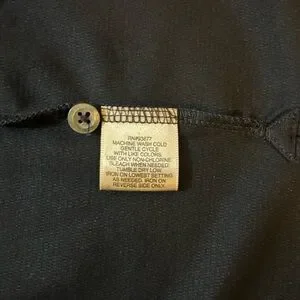 RN#93677
MACHINE WASH COLD
GENTLE CYCLE
WITH LIKE COLORS.
USE ONLY NON-CHLORINE
BLEACH WHEN NEEDED.
TUMBLE DRY LOW.
IRON ON LOWEST SETTING
AS NEEDED. IRON ON
REVERSE SIDE ONLY.